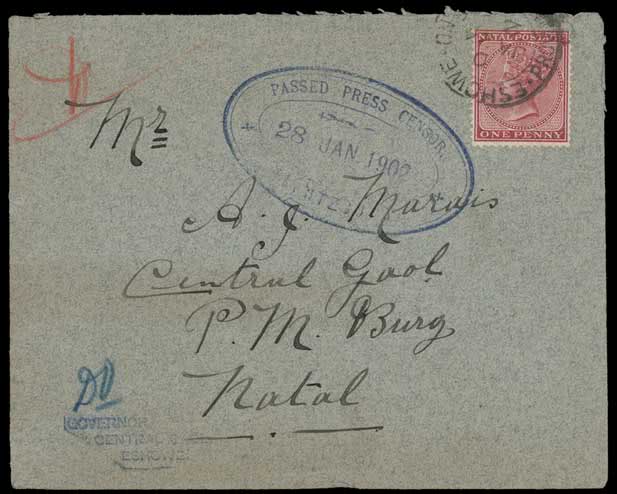 ESHOWE
NATAL POSTAGE
ONE PENNY
PASSED PRESS CENSOR.
28 JAN 1902
Mr
A. J. Marais
Central Gaol
P. M. Burg
Natal
GOVERNOR
CENTRAL
ESHOWE